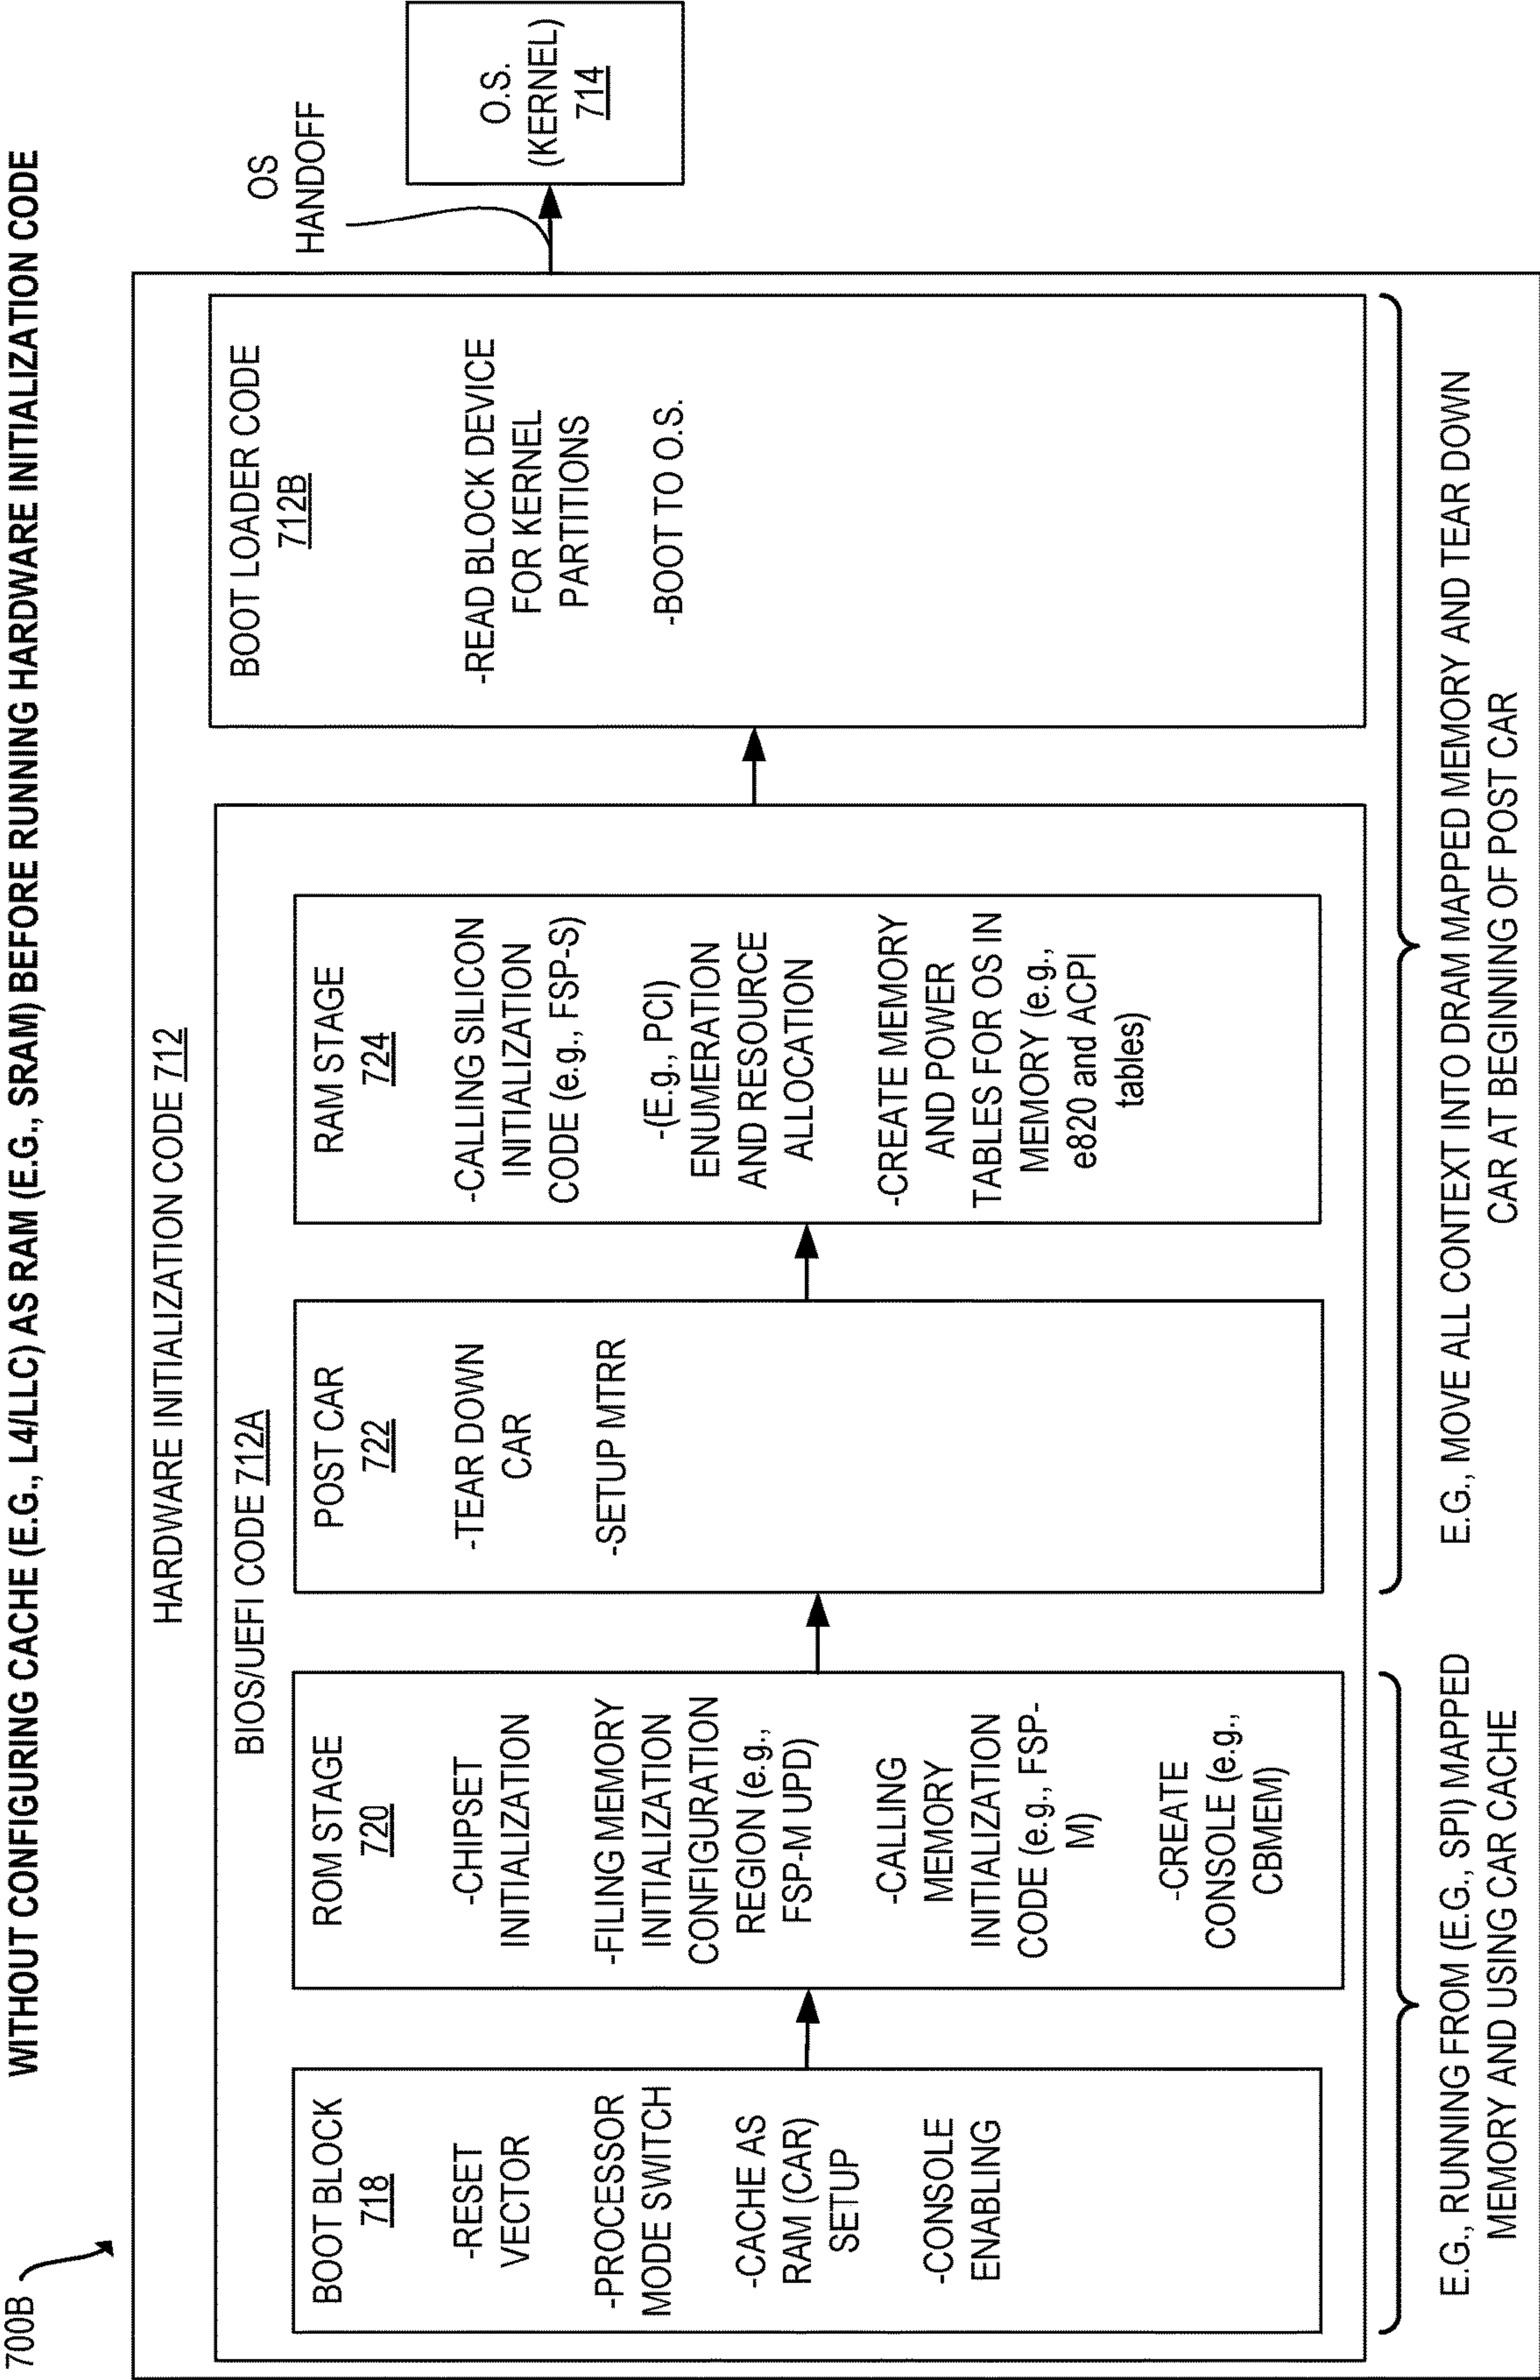 700B
WITHOUT CONFIGURING CACHE (E.G., L4/LLC) AS RAM (E.G., SRAM) BEFORE RUNNING HARDWARE INITIALIZATION CODE
HARDWARE INITIALIZATION CODE 712
BIOS/UEFI CODE 712A
BOOT BLOCK
718
-RESET
VECTOR
-PROCESSOR
MODE SWITCH
-CACHE AS
RAM (CAR)
SETUP
-CONSOLE
ENABLING
ROM STAGE
720
-CHIPSET
INITIALIZATION
-FILING MEMORY
INITIALIZATION
CONFIGURATION
REGION (e.g.,
FSP-M UPD)
-CALLING
MEMORY
INITIALIZATION
CODE (e.g., FSP-
M)
-CREATE
CONSOLE (e.g.,
CBMEM)
POST CAR
722
-TEAR DOWN
CAR
-SETUP MTRR
RAM STAGE
724
-CALLING SILICON
INITIALIZATION
CODE (e.g., FSP-S)
-(E.g., PCI)
ENUMERATION
AND RESOURCE
ALLOCATION
-CREATE MEMORY
AND POWER
TABLES FOR OS IN
MEMORY (e.g.,
e820 and ACPI
tables)
BOOT LOADER CODE
712B
-READ BLOCK DEVICE
FOR KERNEL
PARTITIONS
-BOOT TO O.S.
OS
HANDOFF
O.S.
(KERNEL)
714
E.G., RUNNING FROM (E.G., SPI) MAPPED
MEMORY AND USING CAR CACHE
E.G., MOVE ALL CONTEXT INTO DRAM MAPPED MEMORY AND TEAR DOWN
CAR AT BEGINNING OF POST CAR